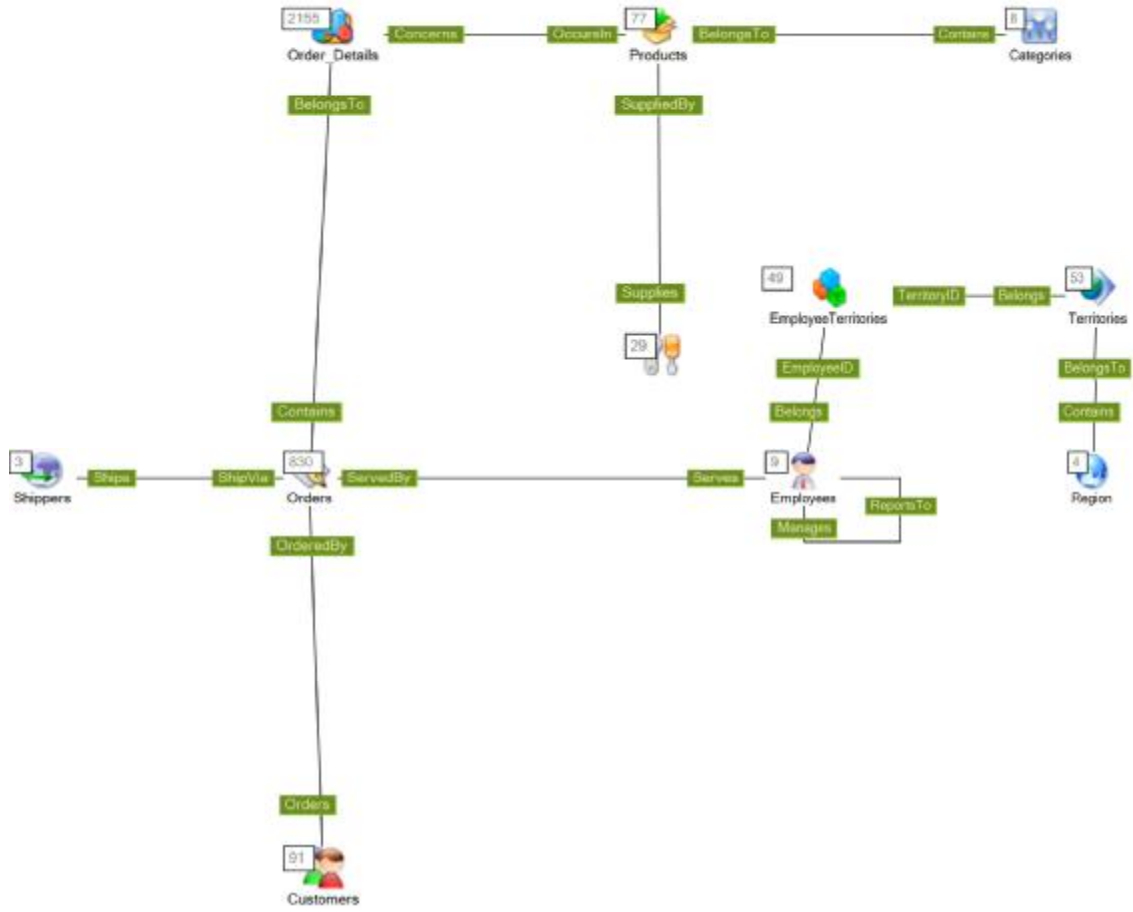 2155
77
8
Concerns
OccursIn
BelongsTo
Contains
Order_Details
Products
Categories
BelongsTo
SuppliedBy
Supplies
49
53
TerritoryID
Belongs
EmployeeTerritories
Territories
29
EmployeeID
BelongsTo
Belongs
Contains
Contains
3
830
9
4
Ships
ShipVia
ServedBy
Serves
Shippers
Orders
Employees
Region
ReportsTo
Manages
OrderedBy
Orders
91
Customers